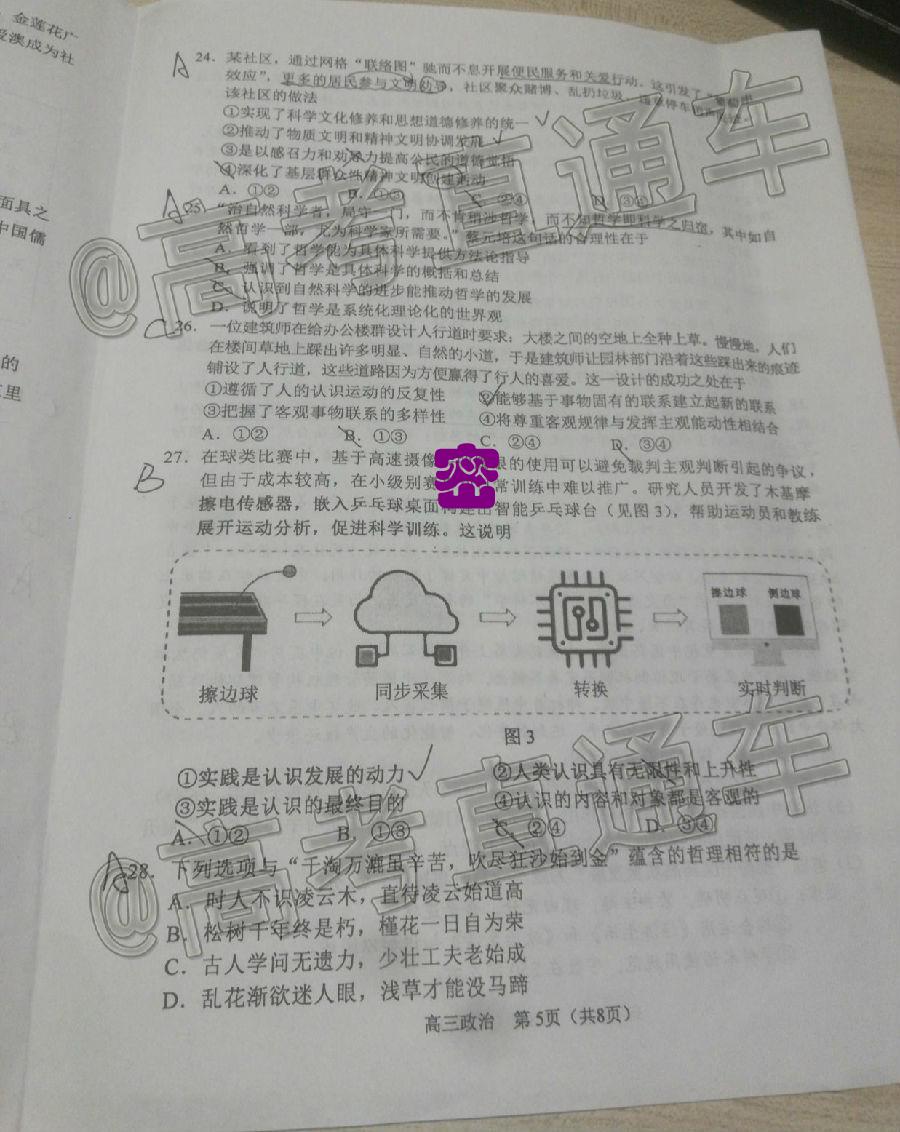 金莲花广
爱澳成为社
面具之
中国儒
的
里
A
24. 某社区，通过网格“联络图”驰而不息开展便民服务和关爱行动。这引发了“葡萄串
效应”，更多的居民参与文明劝导，社区聚众赌博、乱扔垃圾
该社区的做法
①实现了科学文化修养和思想道德修养的统一
②推动了物质文明和精神文明协调发展
③是以感召力和劝导力提高公民的道德觉悟
④深化了基层群众性精神文明创建活动
A. ①② B. ①③ C. ②④ D. ③④
A
25. “治自然科学者，局守一门，而不肯稍涉哲学，而不知哲学即科学之归宿，其中如自
然哲学一部，尤为科学家所需要。”蔡元培这句话的合理性在于
A. 看到了哲学能为具体科学提供方法论指导
B. 强调了哲学是具体科学的概括和总结
C. 认识到自然科学的进步能推动哲学的发展
D. 说明了哲学是系统化理论化的世界观
C
26. 一位建筑师在给办公楼群设计人行道时要求：大楼之间的空地上全种上草。慢慢地，人们
在楼间草地上踩出许多明显、自然的小道，于是建筑师让园林部门沿着这些踩出来的痕迹
铺设了人行道，这些道路因为方便赢得了行人的喜爱。这一设计的成功之处在于
①遵循了人的认识运动的反复性 ②能够基于事物固有的联系建立起新的联系
③把握了客观事物联系的多样性 ④将尊重客观规律与发挥主观能动性相结合
A. ①② B. ①③ C. ②④ D. ③④
B
27. 在球类比赛中，基于高速摄像 的使用可以避免裁判主观判断引起的争议，
但由于成本较高，在小级别赛 常训练中难以推广。研究人员开发了木基摩
擦电传感器，嵌入乒乓球桌面构建出智能乒乓球台（见图3），帮助运动员和教练
展开运动分析，促进科学训练。这说明
擦边球 侧边球
擦边球 同步采集 转换 实时判断
图3
①实践是认识发展的动力 ②人类认识具有无限性和上升性
③实践是认识的最终目的 ④认识的内容和对象都是客观的
A. ①② B. ①③ C. ②④ D. ③④
A
28. 下列选项与“千淘万漉虽辛苦，吹尽狂沙始到金”蕴含的哲理相符的是
A. 时人不识凌云木，直待凌云始道高
B. 松树千年终是朽，槿花一日自为荣
C. 古人学问无遗力，少壮工夫老始成
D. 乱花渐欲迷人眼，浅草才能没马蹄
高三政治 第5页（共8页）
@高考直通车
@高考直通车